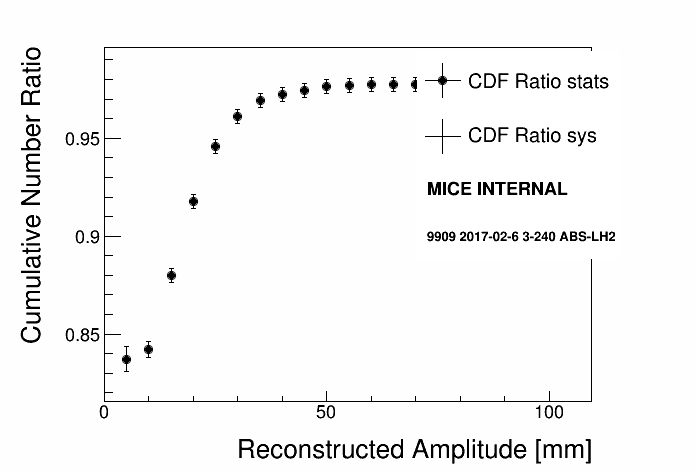 Cumulative Number Ratio
0.95
0.9
0.85
0
50
100
Reconstructed Amplitude [mm]
CDF Ratio stats
CDF Ratio sys
MICE INTERNAL
9909 2017-02-6 3-240 ABS-LH2